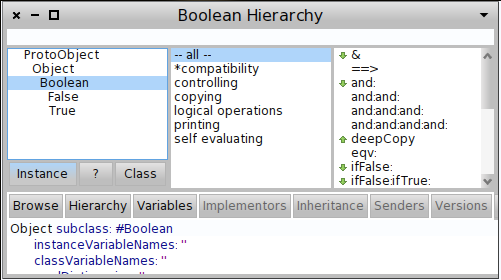 Boolean Hierarchy
ProtoObject
Object
Boolean
False
True
Instance ? Class
-- all --
*compatibility
controlling
copying
logical operations
printing
self evaluating
&
==>
and:
and:and:
and:and:and:
and:and:and:and:
deepCopy
eqv:
ifFalse:
ifFalse:ifTrue:
Browse Hierarchy Variables Implementors Inheritance Senders Versions
Object subclass: #Boolean
instanceVariableNames: ''
classVariableNames: ''